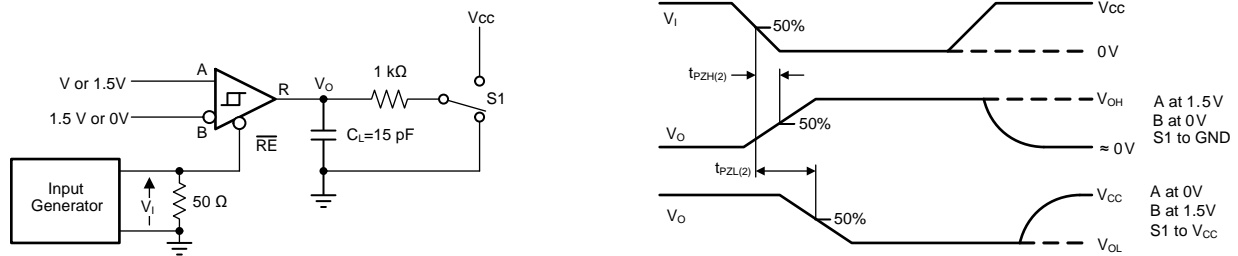 Vcc
A
V or 1.5V
R
VO
1 kΩ
S1
1.5 V or 0V
B
RE
CL=15 pF
Input
Generator
VI
50 Ω
VI
50%
Vcc
0V
tPZH(2)
VO
50%
VOH
≈ 0V
A at 1.5V
B at 0V
S1 to GND
tPZL(2)
VO
50%
VCC
VOL
A at 0V
B at 1.5V
S1 to VCC